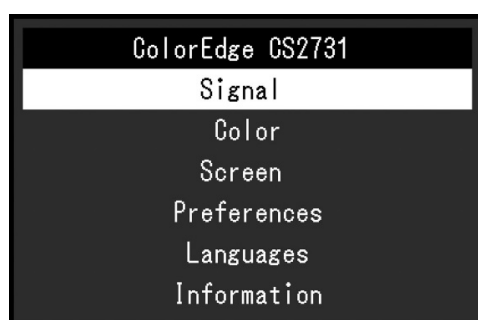 ColorEdge CS2731
Signal
Color
Screen
Preferences
Languages
Information